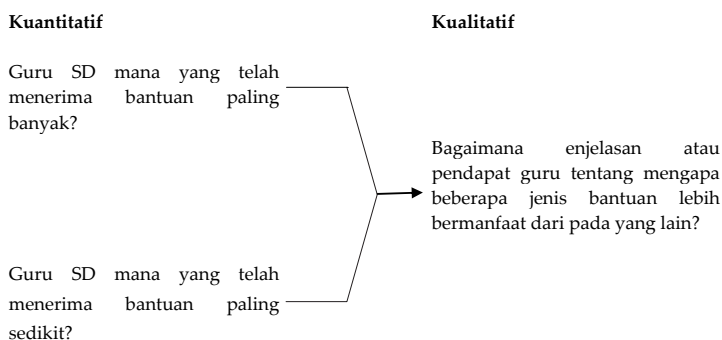 Kuantitatif
Guru SD mana yang telah
menerima bantuan paling
banyak?
Guru SD mana yang telah
menerima bantuan paling
sedikit?
Kualitatif
Bagaimana enjelasan atau
pendapat guru tentang mengapa
beberapa jenis bantuan lebih
bermanfaat dari pada yang lain?